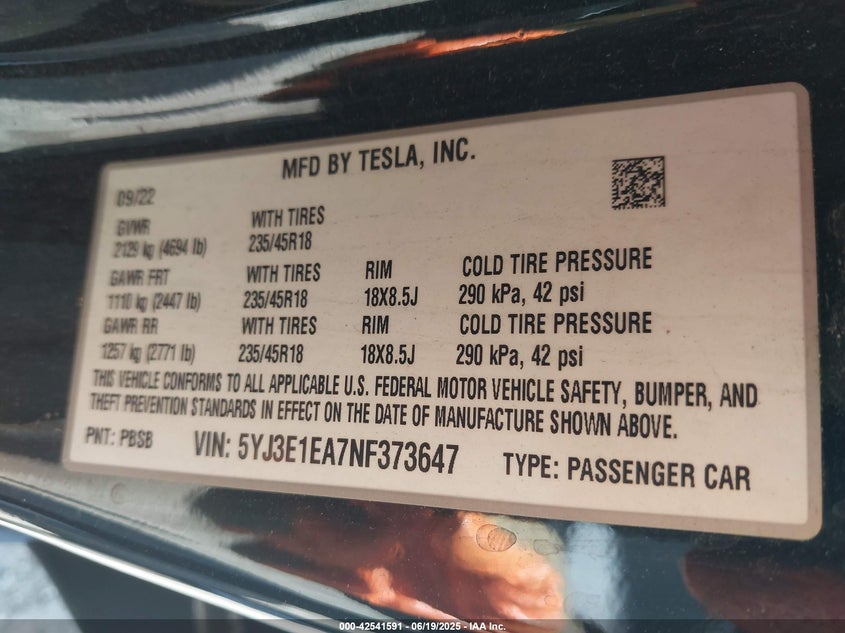 MFD BY TESLA, INC.
09/22
GVWR WITH TIRES
2129 kg (4694 lb) 235/45R18
GAWR FRT WITH TIRES RIM COLD TIRE PRESSURE
1110 kg (2447 lb) 235/45R18 18X8.5J 290 kPa, 42 psi
GAWR RR WITH TIRES RIM COLD TIRE PRESSURE
1257 kg (2771 lb) 235/45R18 18X8.5J 290 kPa, 42 psi
THIS VEHICLE CONFORMS TO ALL APPLICABLE U.S. FEDERAL MOTOR VEHICLE SAFETY, BUMPER, AND
THEFT PREVENTION STANDARDS IN EFFECT ON THE DATE OF MANUFACTURE SHOWN ABOVE.
PNT: PBSB VIN: 5YJ3E1EA7NF373647 TYPE: PASSENGER CAR
000-42541591 - 06/19/2025 - IAA Inc.